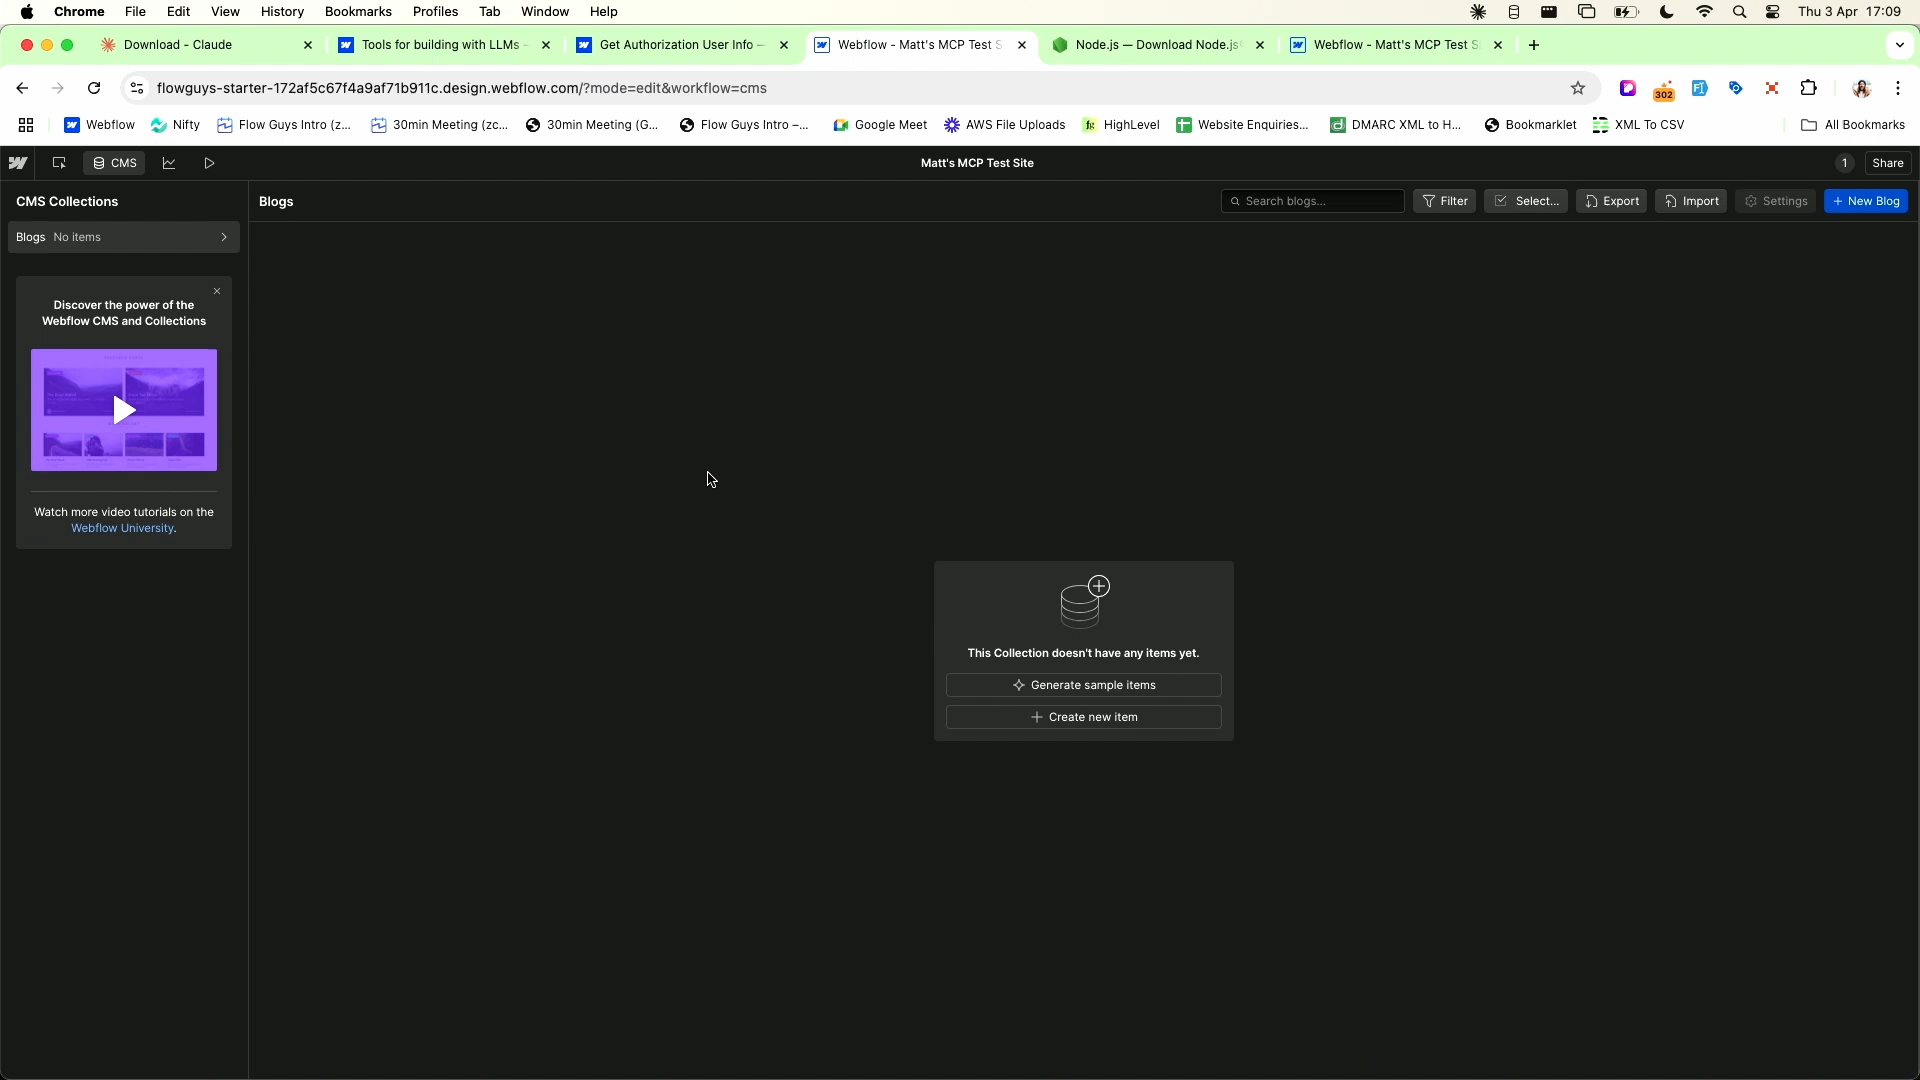 Chrome File Edit View History Bookmarks Profiles Tab Window Help Thu 3 Apr 17:09
Download - Claude
Tools for building with LLMs -
Get Authorization User Info –
Webflow - Matt's MCP Test S
Node.js — Download Node.js
Webflow - Matt's MCP Test S
flowguys-starter-172af5c67f4a9af71b911c.design.webflow.com/?mode=edit&workflow=cms
302
Webflow Nifty Flow Guys Intro (z... 30min Meeting (zc... 30min Meeting (G... Flow Guys Intro –... Google Meet AWS File Uploads HighLevel Website Enquiries... DMARC XML to H... Bookmarklet XML To CSV All Bookmarks
CMS Matt's MCP Test Site 1 Share
CMS Collections
Blogs Search blogs... Filter Select... Export Import Settings New Blog
Blogs No items
Discover the power of the
Webflow CMS and Collections
Watch more video tutorials on the
Webflow University.
This Collection doesn't have any items yet.
Generate sample items
Create new item